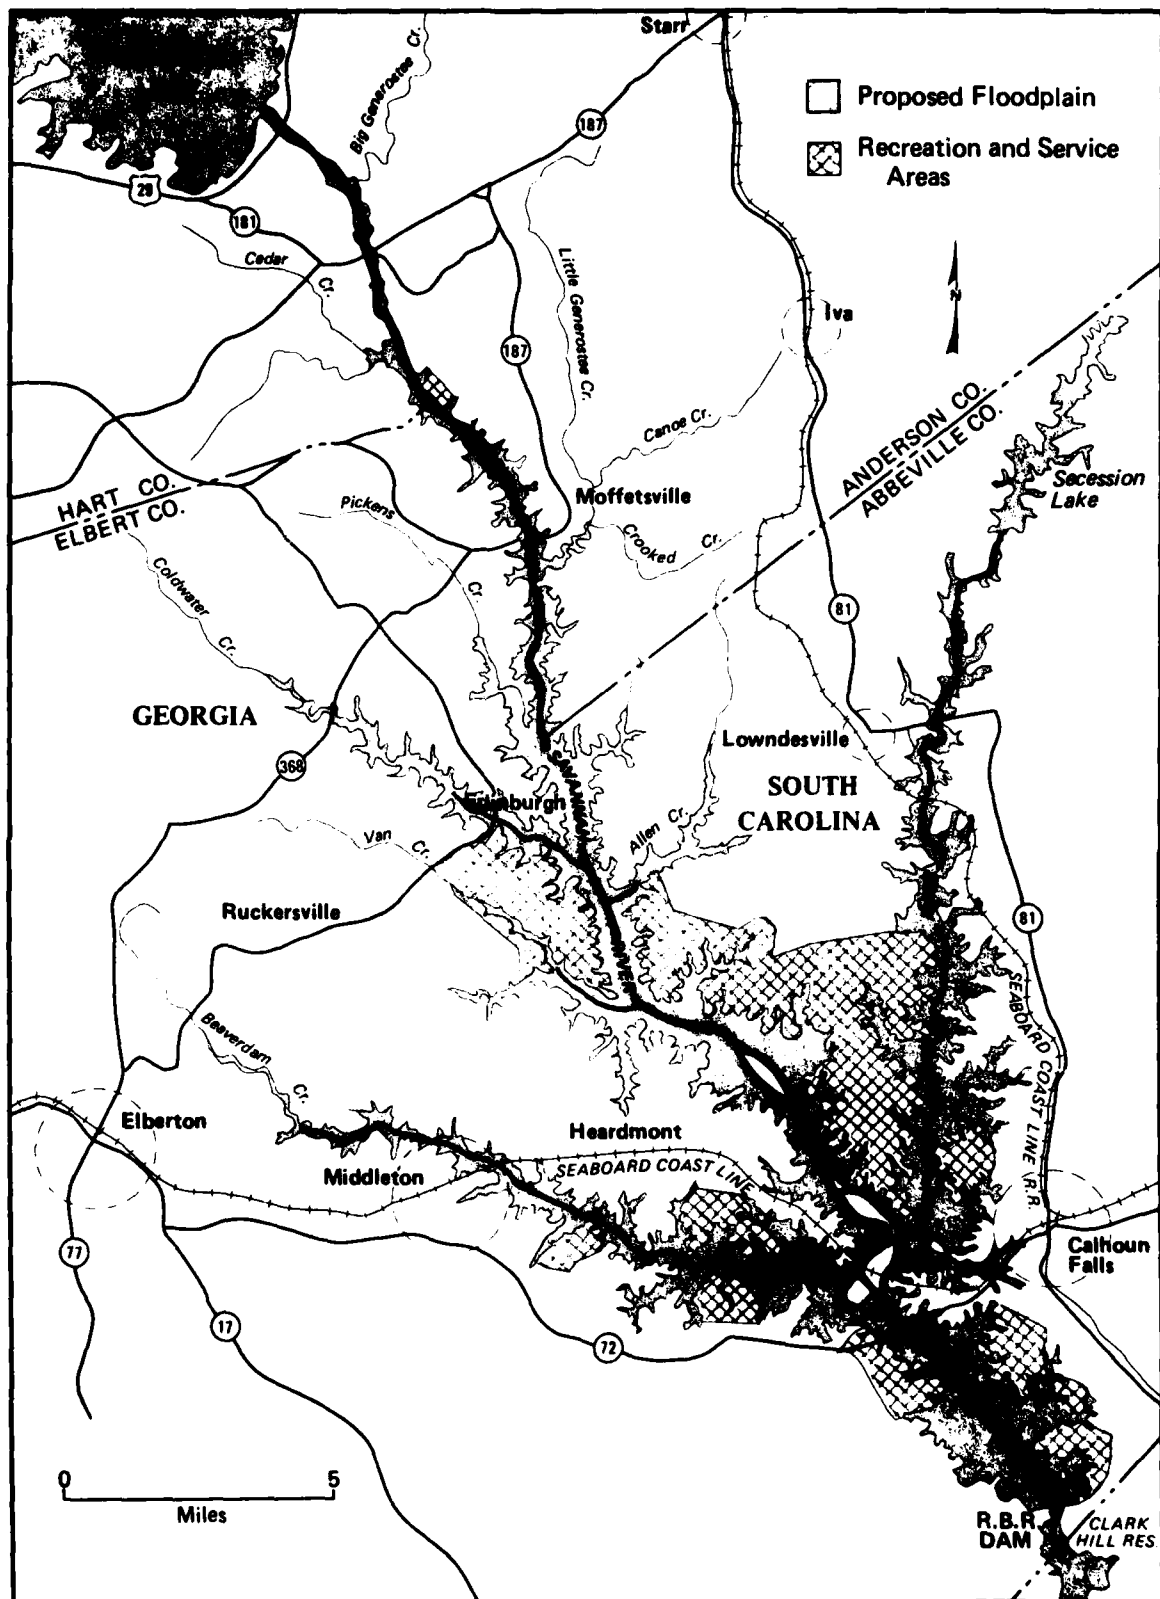 Starr
Big Generostee Cr.
Proposed Floodplain
Recreation and Service
Areas
187
29
181
Cedar
Cr.
Little Generostee Cr.
N
Iva
187
Canoe Cr.
ANDERSON CO.
ABBEVILLE CO.
Secession
Lake
HART CO.
ELBERT CO.
Pickens
Cr.
Moffetsville
Crooked Cr.
Coldwater
Cr.
81
GEORGIA
Lowndesville
368
SAVANNAH
RIVER
SOUTH
CAROLINA
Edinburgh
Van Cr.
Allen Cr.
Ruckersville
81
SEABOARD COAST LINE R.R.
Beaverdam
Cr.
Elberton
Heardmont
Middleton
SEABOARD COAST LINE
77
Calhoun
Falls
17
72
0 5
Miles
R.B.R.
DAM
CLARK
HILL RES.